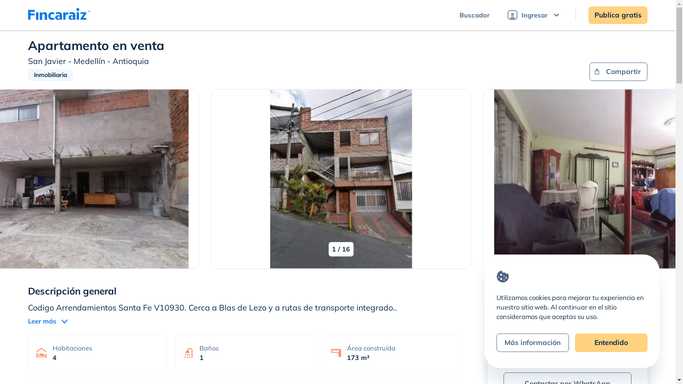 Fincaraiz
Buscador
Ingresar
Publica gratis
Apartamento en venta
San Javier - Medellín - Antioquia
Inmobiliaria
Compartir
1 / 16
Descripción general
Codigo Arrendamientos Santa Fe V10930. Cerca a Blas de Lezo y a rutas de transporte integrado..
Leer más
Habitaciones
4
Baños
1
Área construida
173 m²
Utilizamos cookies para mejorar tu experiencia en
nuestro sitio web. Al continuar en el sitio
consideramos que aceptas su uso.
Más información
Entendido
Contactar por WhatsApp